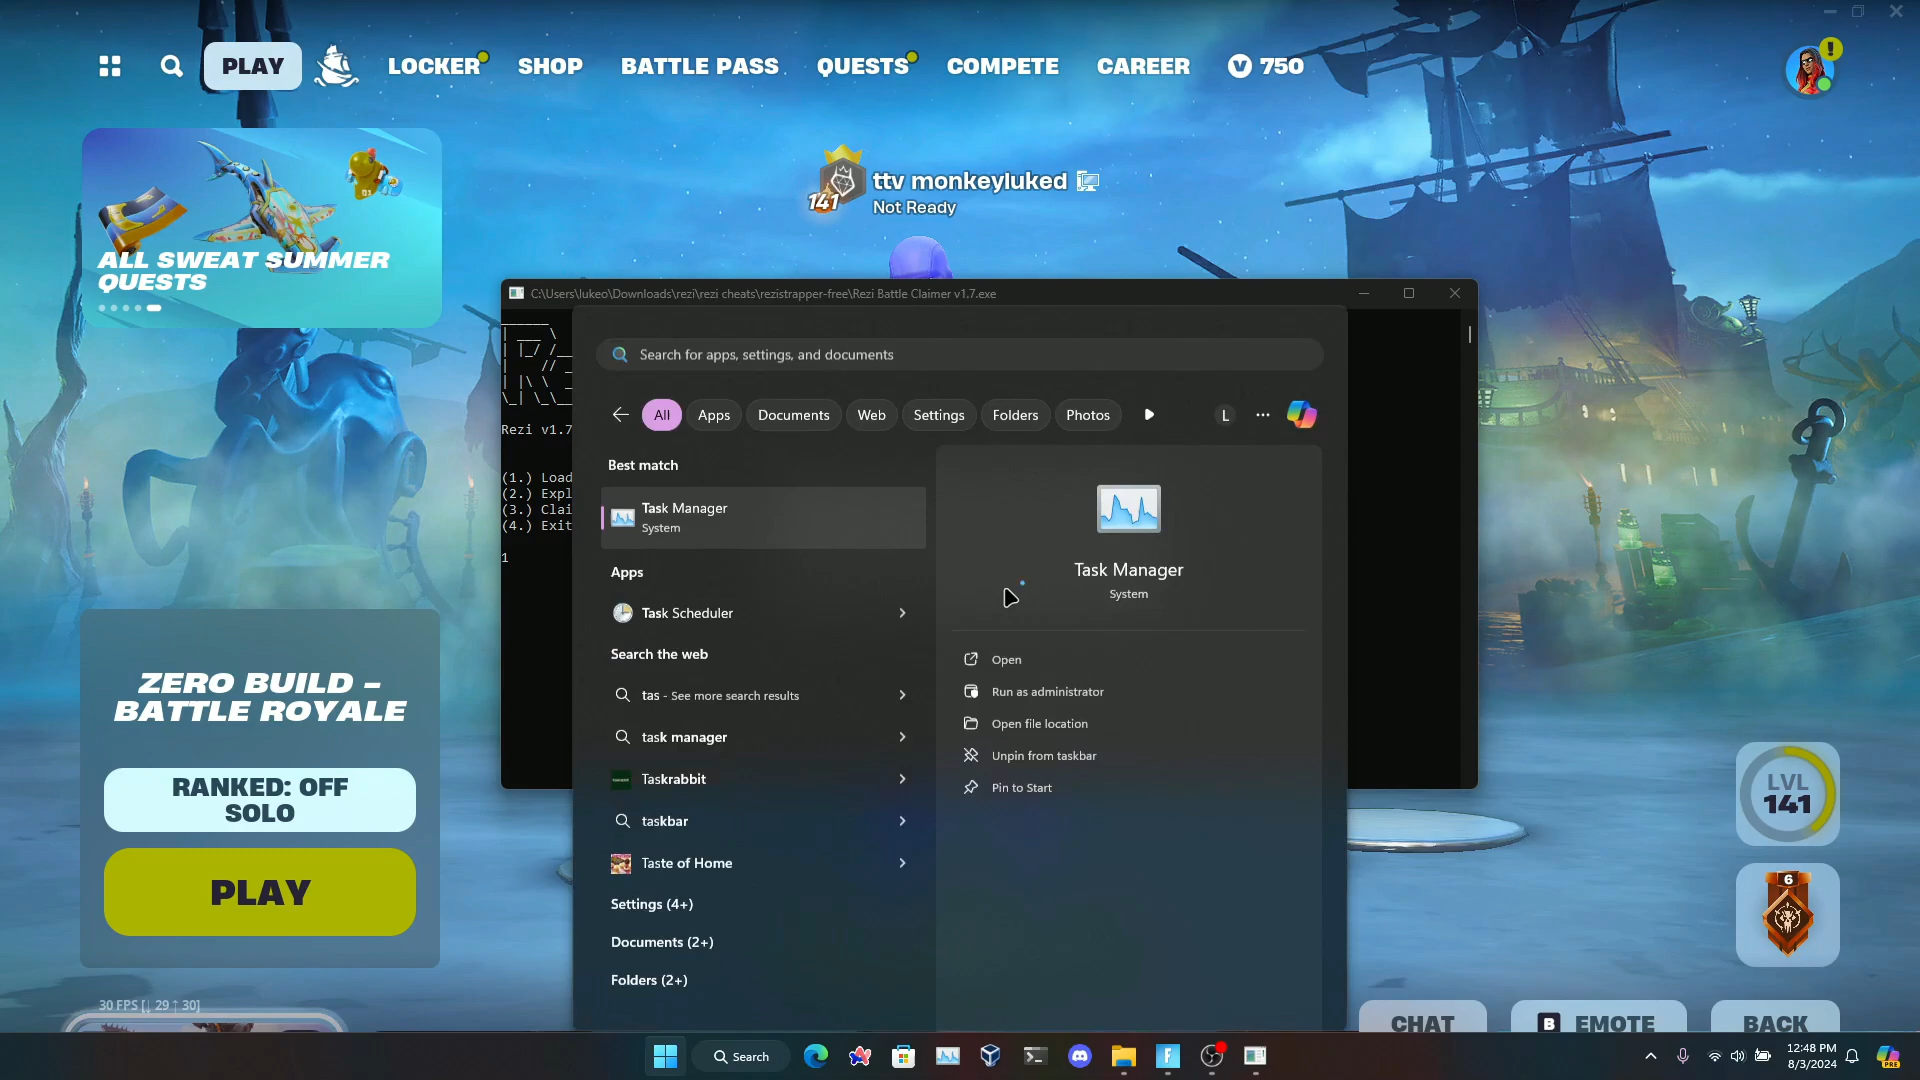 PLAY
LOCKER
SHOP
BATTLE PASS
QUESTS
COMPETE
CAREER
V 750
!
ALL SWEAT SUMMER
QUESTS
141
ttv monkeyluked
Not Ready
C:\Users\lukeo\Downloads\rezi\rezi cheats\rezistrapper-free\Rezi Battle Claimer v1.7.exe
Rezi v1.7
(1.) Load
(2.) Expl
(3.) Clai
(4.) Exit
1
Search for apps, settings, and documents
All
Apps
Documents
Web
Settings
Folders
Photos
L
Best match
Task Manager
System
Apps
Task Scheduler
Search the web
tas - See more search results
task manager
Taskrabbit
taskbar
Taste of Home
Settings (4+)
Documents (2+)
Folders (2+)
Task Manager
System
Open
Run as administrator
Open file location
Unpin from taskbar
Pin to Start
ZERO BUILD -
BATTLE ROYALE
RANKED: OFF
SOLO
PLAY
30 FPS [↓ 29 ↑ 30]
LVL
141
6
CHAT
B EMOTE
BACK
Search
12:48 PM
8/3/2024
PRE